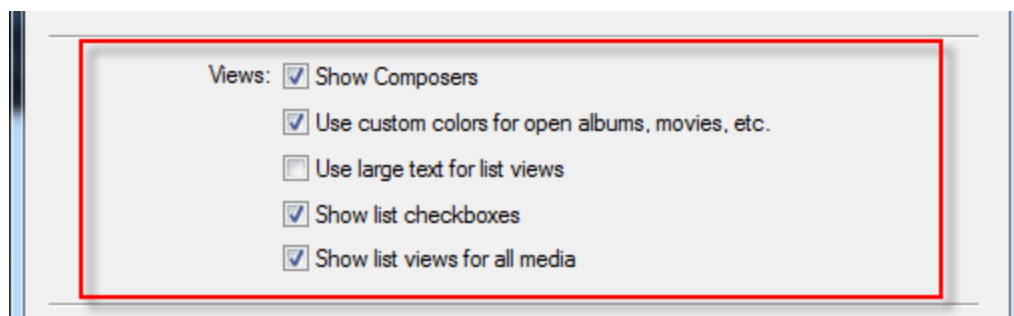 Views: Show Composers
Use custom colors for open albums, movies, etc.
Use large text for list views
Show list checkboxes
Show list views for all media